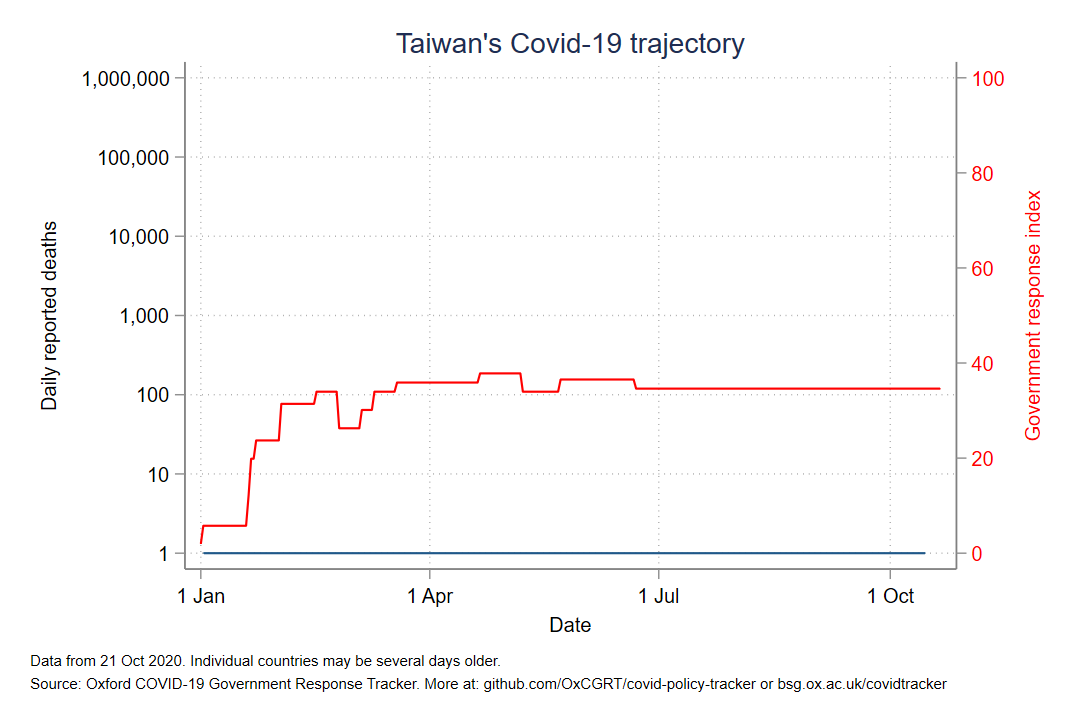 Taiwan's Covid-19 trajectory
1,000,000
100,000
10,000
1,000
100
10
1
Daily reported deaths
100
80
60
40
20
0
Government response index
1 Jan
1 Apr
1 Jul
1 Oct
Date
Data from 21 Oct 2020. Individual countries may be several days older.
Source: Oxford COVID-19 Government Response Tracker. More at: github.com/OxCGRT/covid-policy-tracker or bsg.ox.ac.uk/covidtracker